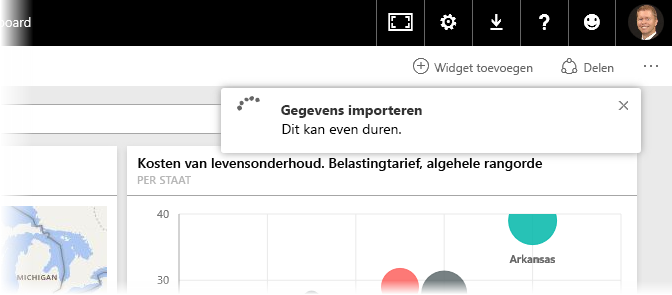 board
Widget toevoegen Delen
Gegevens importeren
Dit kan even duren.
Kosten van levensonderhoud. Belastingtarief, algehele rangorde
PER STAAT
40
Arkansas
MICHIGAN
30